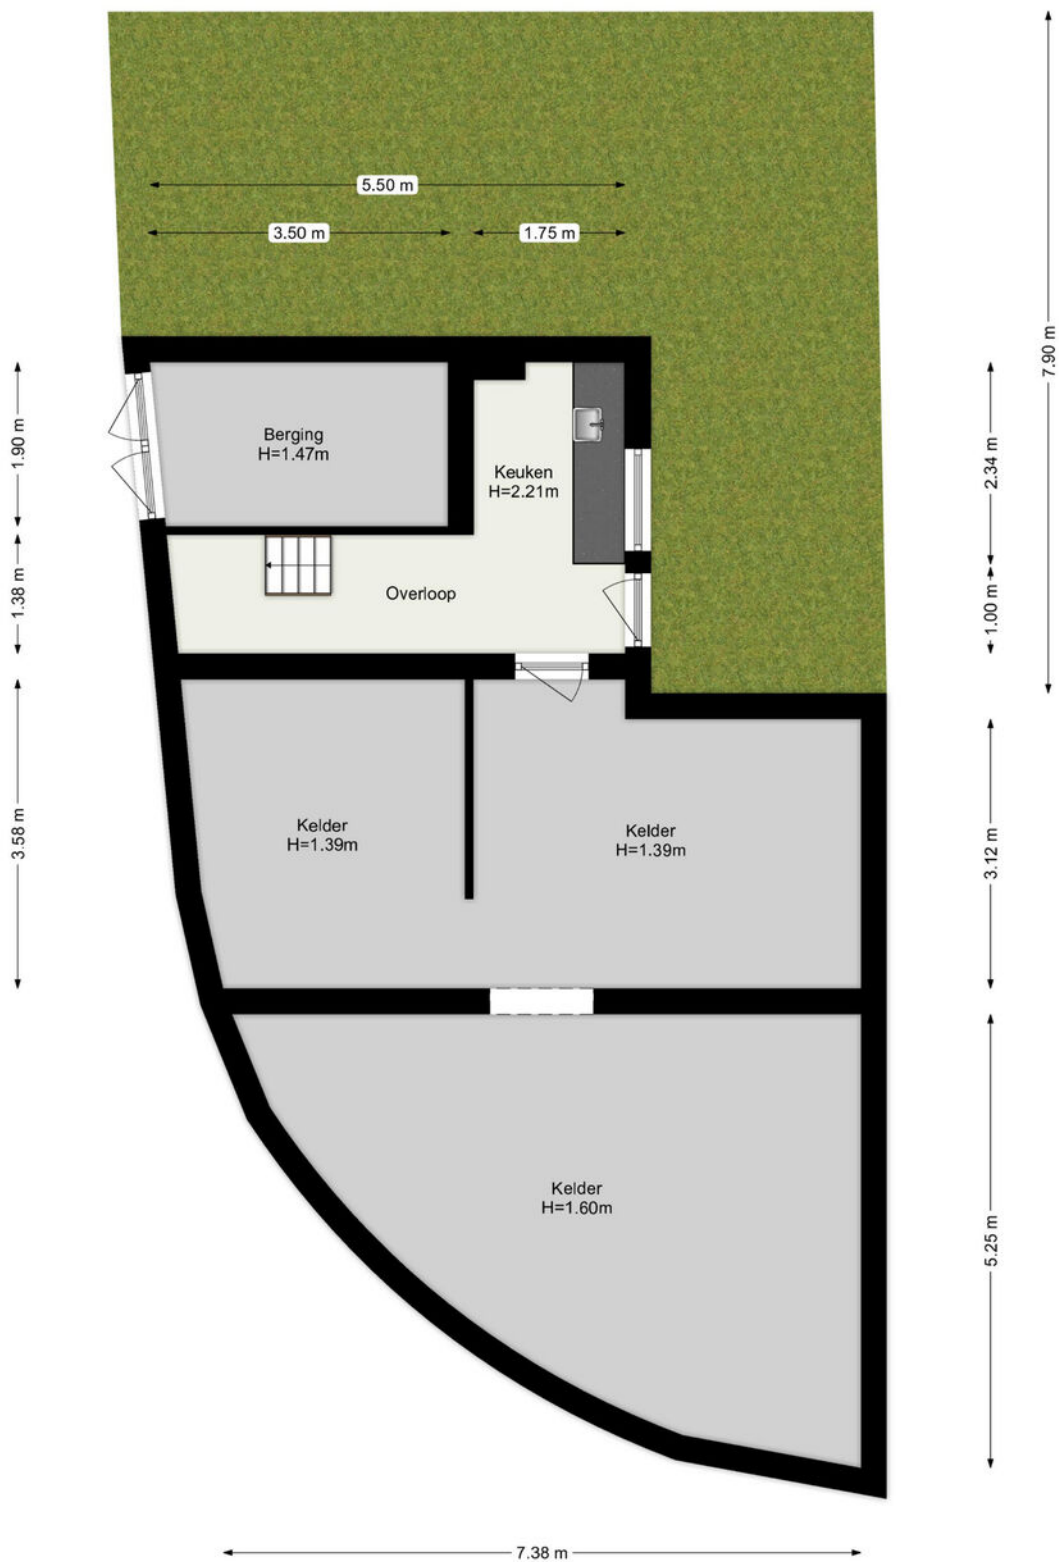 5.50 m
3.50 m
1.75 m
7.90 m
1.90 m
2.34 m
Berging
H=1.47m
Keuken
H=2.21m
1.38 m
Overloop
1.00 m
3.58 m
Kelder
H=1.39m
Kelder
H=1.39m
3.12 m
Kelder
H=1.60m
5.25 m
7.38 m